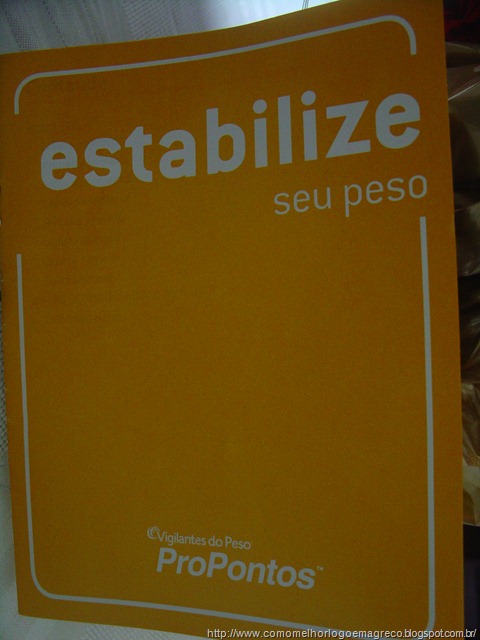 estabilize
seu peso
Vigilantes do Peso
ProPontos™
http://www.comomelhorlogoemagreco.blogspot.com.br/